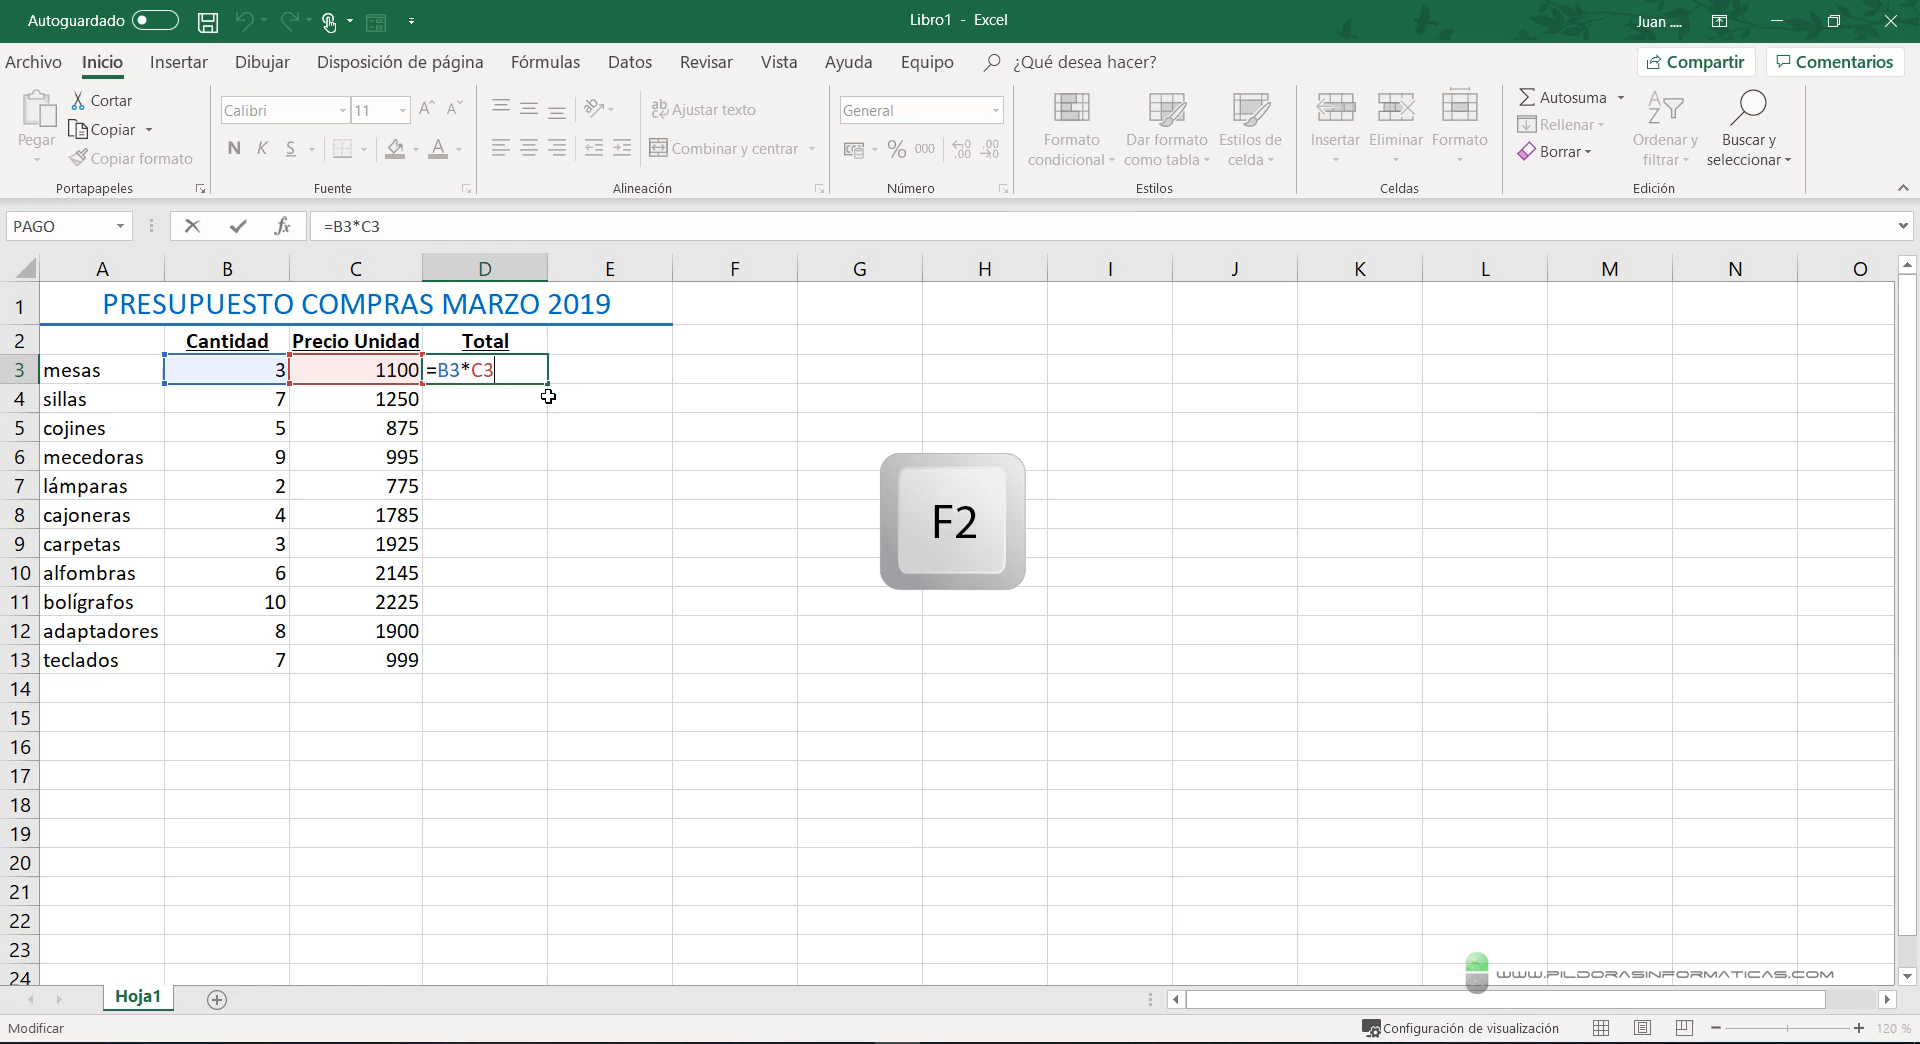 Autoguardado
Libro1 - Excel
Juan ....
Archivo Inicio Insertar Dibujar Disposición de página Fórmulas Datos Revisar Vista Ayuda Equipo ¿Qué desea hacer? Compartir Comentarios
Pegar
Cortar
Copiar
Copiar formato
Portapapeles
Calibri 11
N K S
Fuente
Ajustar texto
Combinar y centrar
Alineación
General
% 000
Número
Formato condicional
Dar formato como tabla
Estilos de celda
Estilos
Insertar Eliminar Formato
Celdas
Autosuma
Rellenar
Borrar
Ordenar y filtrar
Buscar y seleccionar
Edición
PAGO fx =B3*C3
A B C D E F G H I J K L M N O
1 PRESUPUESTO COMPRAS MARZO 2019
2 Cantidad Precio Unidad Total
3 mesas 3 1100 =B3*C3
4 sillas 7 1250
5 cojines 5 875
6 mecedoras 9 995
7 lámparas 2 775
8 cajoneras 4 1785
9 carpetas 3 1925
10 alfombras 6 2145
11 bolígrafos 10 2225
12 adaptadores 8 1900
13 teclados 7 999
14
15
16
17
18
19
20
21
22
23
24
F2
WWW.PILDORASINFORMATICAS.COM
Hoja1
Modificar
Configuración de visualización
120 %